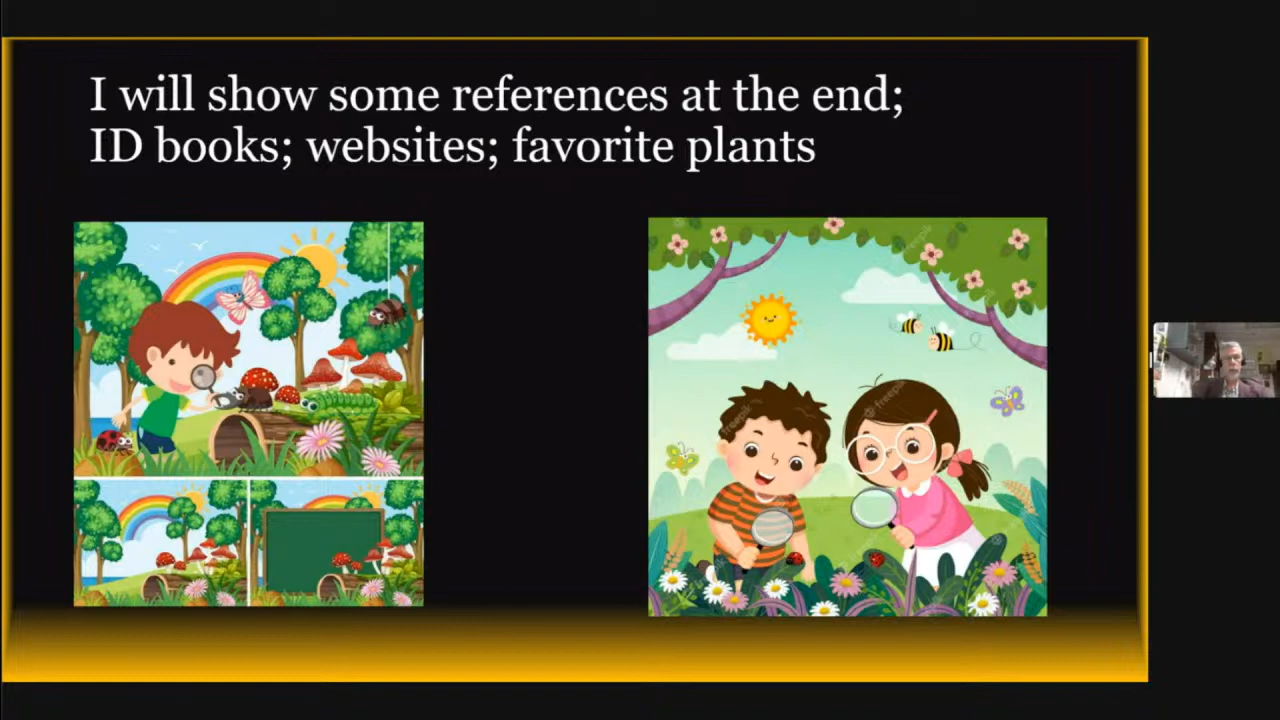 I will show some references at the end;
ID books; websites; favorite plants